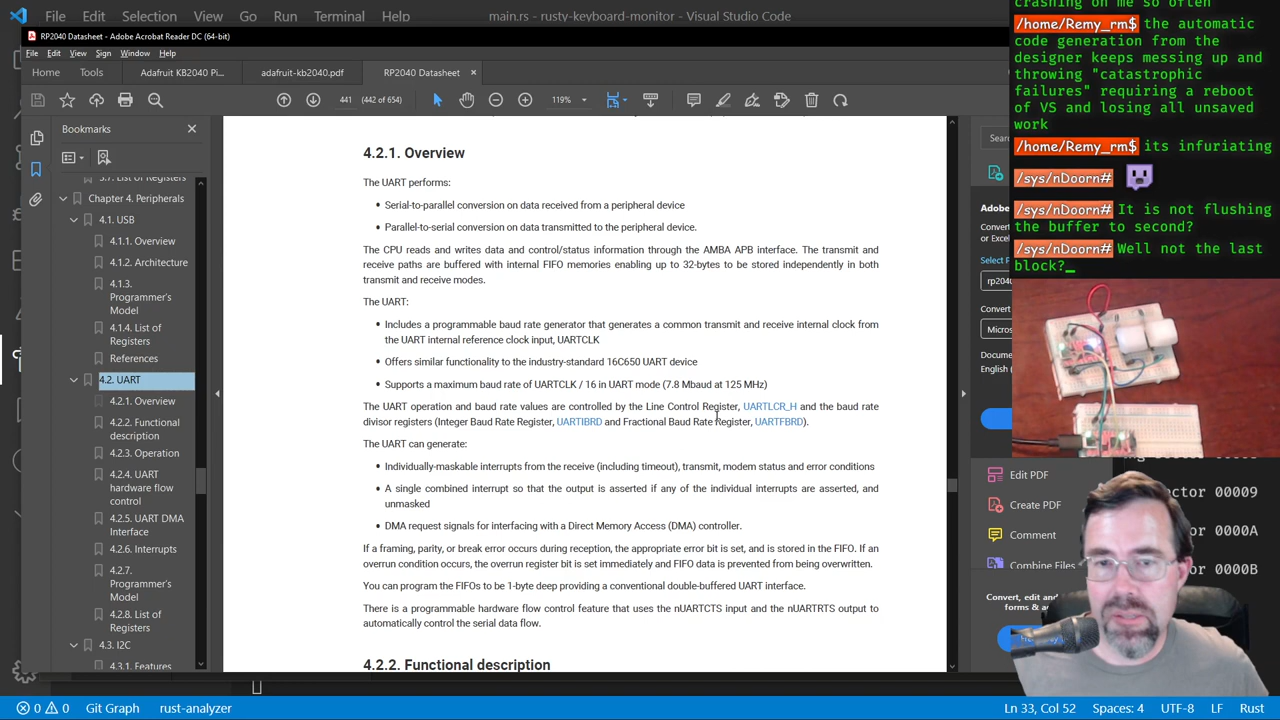 File Edit Selection View Go Run Terminal Help main.rs - rusty-keyboard-monitor - Visual Studio Code
RP2040 Datasheet - Adobe Acrobat Reader DC (64-bit)
File Edit View Sign Window Help
Home Tools Adafruit KB2040 Pi... adafruit-kb2040.pdf RP2040 Datasheet ×
441 (442 of 654) 119%
Bookmarks
3.7. List of Registers
Chapter 4. Peripherals
4.1. USB
4.1.1. Overview
4.1.2. Architecture
4.1.3.
Programmer's
Model
4.1.4. List of
Registers
References
4.2. UART
4.2.1. Overview
4.2.2. Functional
description
4.2.3. Operation
4.2.4. UART
hardware flow
control
4.2.5. UART DMA
Interface
4.2.6. Interrupts
4.2.7.
Programmer's
Model
4.2.8. List of
Registers
4.3. I2C
4.3.1. Features
4.2.1. Overview
The UART performs:
• Serial-to-parallel conversion on data received from a peripheral device
• Parallel-to-serial conversion on data transmitted to the peripheral device.
The CPU reads and writes data and control/status information through the AMBA APB interface. The transmit and
receive paths are buffered with internal FIFO memories enabling up to 32-bytes to be stored independently in both
transmit and receive modes.
The UART:
• Includes a programmable baud rate generator that generates a common transmit and receive internal clock from
the UART internal reference clock input, UARTCLK
• Offers similar functionality to the industry-standard 16C650 UART device
• Supports a maximum baud rate of UARTCLK / 16 in UART mode (7.8 Mbaud at 125 MHz)
The UART operation and baud rate values are controlled by the Line Control Register, UARTLCR_H and the baud rate
divisor registers (Integer Baud Rate Register, UARTIBRD and Fractional Baud Rate Register, UARTFBRD).
The UART can generate:
• Individually-maskable interrupts from the receive (including timeout), transmit, modem status and error conditions
• A single combined interrupt so that the output is asserted if any of the individual interrupts are asserted, and
unmasked
• DMA request signals for interfacing with a Direct Memory Access (DMA) controller.
If a framing, parity, or break error occurs during reception, the appropriate error bit is set, and is stored in the FIFO. If an
overrun condition occurs, the overrun register bit is set immediately and FIFO data is prevented from being overwritten.
You can program the FIFOs to be 1-byte deep providing a conventional double-buffered UART interface.
There is a programmable hardware flow control feature that uses the nUARTCTS input and the nUARTRTS output to
automatically control the serial data flow.
4.2.2. Functional description
Sear
Adob
Conver
or Exce
Select P
rp204
Convert
Micros
Docume
English (
Edit PDF
Create PDF
Comment
Combine Files
Convert, edit and
forms & a
crashing on me so often
/home/Remy_rm$ the automatic
code generation from the
designer keeps messing up and
throwing "catastrophic
failures" requiring a reboot
of VS and losing all unsaved
work
/home/Remy_rm$ its infuriating
/sys/nDoorn#
/sys/nDoorn# It is not flushing
the buffer to second?
/sys/nDoorn# Well not the last
block?_
ector 00009
ector 0000A
ector 0000B
0 0 Git Graph rust-analyzer Ln 33, Col 52 Spaces: 4 UTF-8 LF Rust